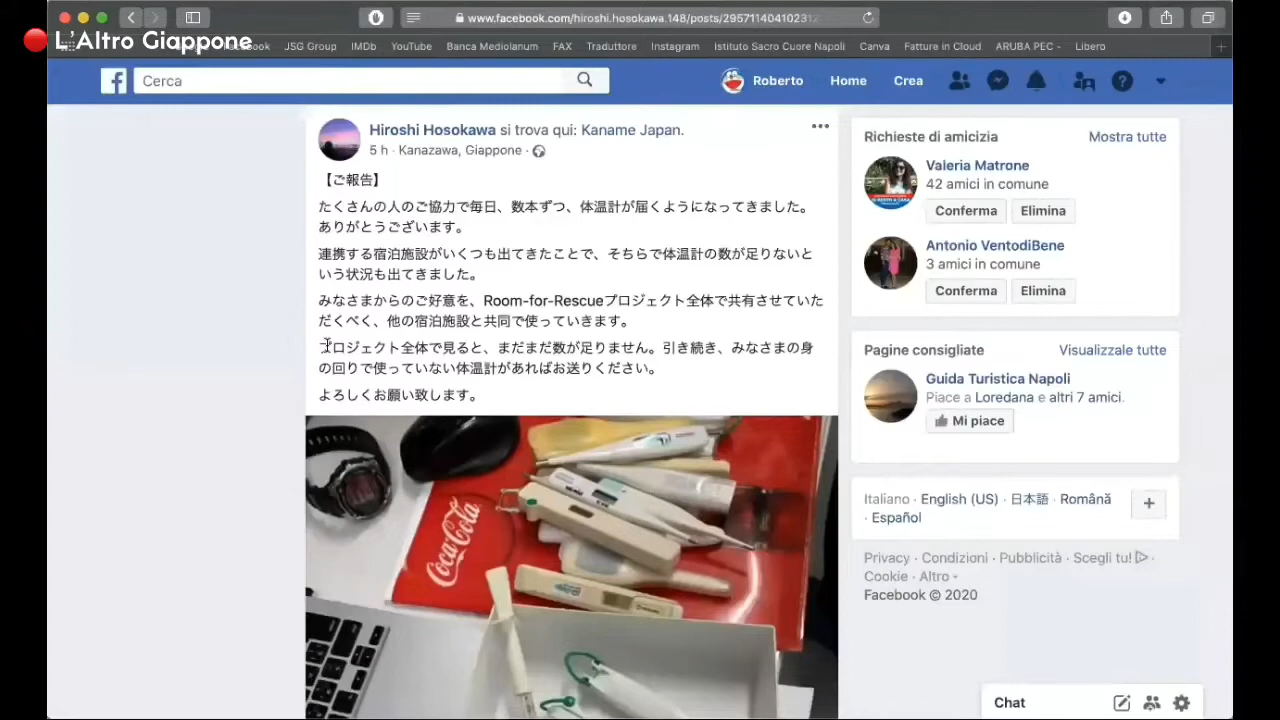 www.facebook.com/hiroshi.hosokawa.148/posts/29571140410231
L'Altro Giappone
JSG Group IMDb YouTube Banca Mediolanum FAX Traduttore Instagram Istituto Sacro Cuore Napoli Canva Fatture in Cloud ARUBA PEC Libero
Cerca
Roberto Home Crea
Hiroshi Hosokawa si trova qui: Kaname Japan.
5 h · Kanazawa, Giappone ·
【ご報告】
たくさんの人のご協力で毎日、数本ずつ、体温計が届くようになってきました。
ありがとうございます。
連携する宿泊施設がいくつも出てきたことで、そちらで体温計の数が足りないと
いう状況も出てきました。
みなさまからのご好意を、Room-for-Rescueプロジェクト全体で共有させていた
だくべく、他の宿泊施設と共同で使っていきます。
プロジェクト全体で見ると、まだまだ数が足りません。引き続き、みなさまの身
の回りで使っていない体温計があればお送りください。
よろしくお願い致します。
Coca-Cola
Richieste di amicizia Mostra tutte
Valeria Matrone
42 amici in comune
Conferma Elimina
Antonio VentodiBene
3 amici in comune
Conferma Elimina
Pagine consigliate Visualizzale tutte
Guida Turistica Napoli
Piace a Loredana e altri 7 amici.
Mi piace
Italiano · English (US) · 日本語 · Română
· Español
Privacy · Condizioni · Pubblicità · Scegli tu! ·
Cookie · Altro
Facebook © 2020
Chat